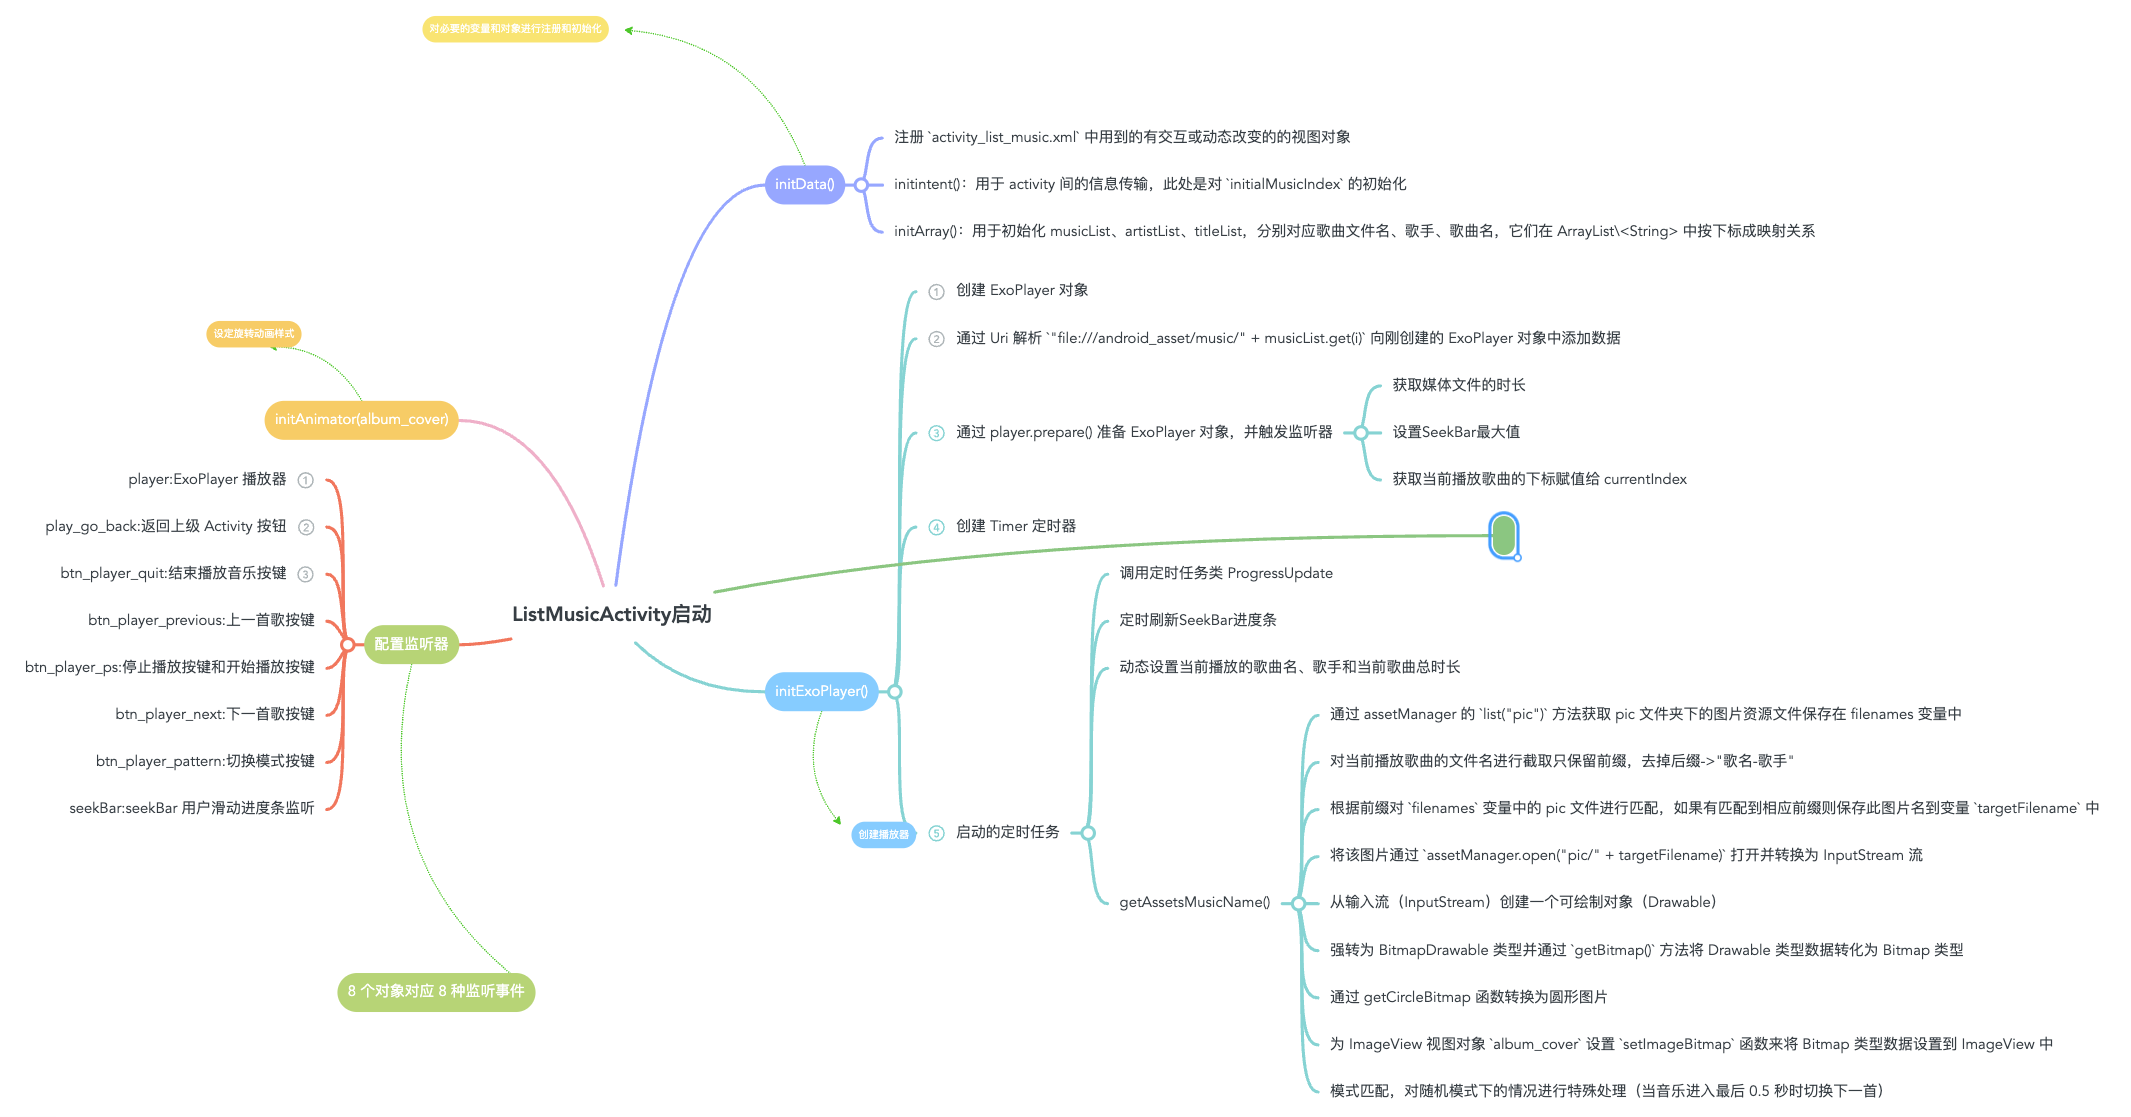 对必要的变量和对象进行注册和初始化
注册 `activity_list_music.xml` 中用到的有交互或动态改变的的视图对象
initData()
initintent()：用于 activity 间的信息传输，此处是对 `initialMusicIndex` 的初始化
initArray()：用于初始化 musicList、artistList、titleList，分别对应歌曲文件名、歌手、歌曲名，它们在 ArrayList\<String> 中按下标成映射关系
1 创建 ExoPlayer 对象
2 通过 Uri 解析 `"file:///android_asset/music/" + musicList.get(i)` 向刚创建的 ExoPlayer 对象中添加数据
3 通过 player.prepare() 准备 ExoPlayer 对象，并触发监听器
获取媒体文件的时长
设置SeekBar最大值
获取当前播放歌曲的下标赋值给 currentIndex
4 创建 Timer 定时器
设定旋转动画样式
initAnimator(album_cover)
player:ExoPlayer 播放器 1
play_go_back:返回上级 Activity 按钮 2
btn_player_quit:结束播放音乐按键 3
btn_player_previous:上一首歌按键
btn_player_ps:停止播放按键和开始播放按键
btn_player_next:下一首歌按键
btn_player_pattern:切换模式按键
seekBar:seekBar 用户滑动进度条监听
配置监听器
8 个对象对应 8 种监听事件
ListMusicActivity启动
initExoPlayer()
创建播放器
5 启动的定时任务
调用定时任务类 ProgressUpdate
定时刷新SeekBar进度条
动态设置当前播放的歌曲名、歌手和当前歌曲总时长
getAssetsMusicName()
通过 assetManager 的 `list("pic")` 方法获取 pic 文件夹下的图片资源文件保存在 filenames 变量中
对当前播放歌曲的文件名进行截取只保留前缀，去掉后缀->"歌名-歌手"
根据前缀对 `filenames` 变量中的 pic 文件进行匹配，如果有匹配到相应前缀则保存此图片名到变量 `targetFilename` 中
将该图片通过 `assetManager.open("pic/" + targetFilename)` 打开并转换为 InputStream 流
从输入流（InputStream）创建一个可绘制对象（Drawable）
强转为 BitmapDrawable 类型并通过 `getBitmap()` 方法将 Drawable 类型数据转化为 Bitmap 类型
通过 getCircleBitmap 函数转换为圆形图片
为 ImageView 视图对象 `album_cover` 设置 `setImageBitmap` 函数来将 Bitmap 类型数据设置到 ImageView 中
模式匹配，对随机模式下的情况进行特殊处理（当音乐进入最后 0.5 秒时切换下一首）